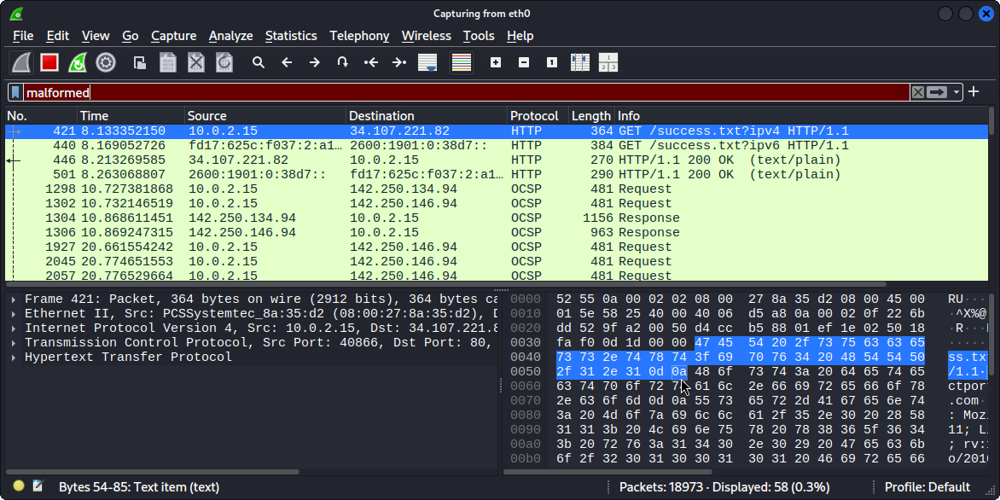 Capturing from eth0
File Edit View Go Capture Analyze Statistics Telephony Wireless Tools Help
malformed
No. Time Source Destination Protocol Length Info
421 8.133352150 10.0.2.15 34.107.221.82 HTTP 364 GET /success.txt?ipv4 HTTP/1.1
440 8.169052726 fd17:625c:f037:2:a1… 2600:1901:0:38d7:: HTTP 384 GET /success.txt?ipv6 HTTP/1.1
446 8.213269585 34.107.221.82 10.0.2.15 HTTP 270 HTTP/1.1 200 OK (text/plain)
501 8.263068807 2600:1901:0:38d7:: fd17:625c:f037:2:a1… HTTP 290 HTTP/1.1 200 OK (text/plain)
1298 10.727381868 10.0.2.15 142.250.134.94 OCSP 481 Request
1302 10.732146519 10.0.2.15 142.250.146.94 OCSP 481 Request
1304 10.868611451 142.250.134.94 10.0.2.15 OCSP 1156 Response
1306 10.869247315 142.250.146.94 10.0.2.15 OCSP 963 Response
1927 20.661554242 10.0.2.15 142.250.146.94 OCSP 481 Request
2045 20.774651553 10.0.2.15 142.250.146.94 OCSP 481 Request
2057 20.776529664 10.0.2.15 142.250.146.94 OCSP 481 Request
Frame 421: Packet, 364 bytes on wire (2912 bits), 364 bytes ca
Ethernet II, Src: PCSSystemtec_8a:35:d2 (08:00:27:8a:35:d2), D
Internet Protocol Version 4, Src: 10.0.2.15, Dst: 34.107.221.8
Transmission Control Protocol, Src Port: 40866, Dst Port: 80,
Hypertext Transfer Protocol
0000 52 55 0a 00 02 02 08 00 27 8a 35 d2 08 00 45 00 RU···
0010 01 5e 58 25 40 00 40 06 d5 a8 0a 00 02 0f 22 6b ·^X%@
0020 dd 52 9f a2 00 50 d4 cc b5 88 01 ef 1e 02 50 18 ·R···
0030 fa f0 0d 1d 00 00 47 45 54 20 2f 73 75 63 63 65 ·····
0040 73 73 2e 74 78 74 3f 69 70 76 34 20 48 54 54 50 ss.tx
0050 2f 31 2e 31 0d 0a 48 6f 73 74 3a 20 64 65 74 65 /1.1·
0060 63 74 70 6f 72 61 6c 2e 66 69 72 65 66 6f 78 ctpor
0070 2e 63 6f 6d 0d 0a 55 73 65 72 2d 41 67 65 6e 74 .com·
0080 3a 20 4d 6f 7a 69 6c 6c 61 2f 35 2e 30 20 28 58 : Moz
0090 31 31 3b 20 4c 69 6e 75 78 20 78 38 36 5f 36 34 11; L
00a0 3b 20 72 76 3a 31 34 30 2e 30 29 20 47 65 63 6b ; rv:
00b0 6f 2f 32 30 31 30 30 31 30 31 20 46 69 72 65 66 o/201
Bytes 54-85: Text item (text)
Packets: 18973 · Displayed: 58 (0.3%)
Profile: Default